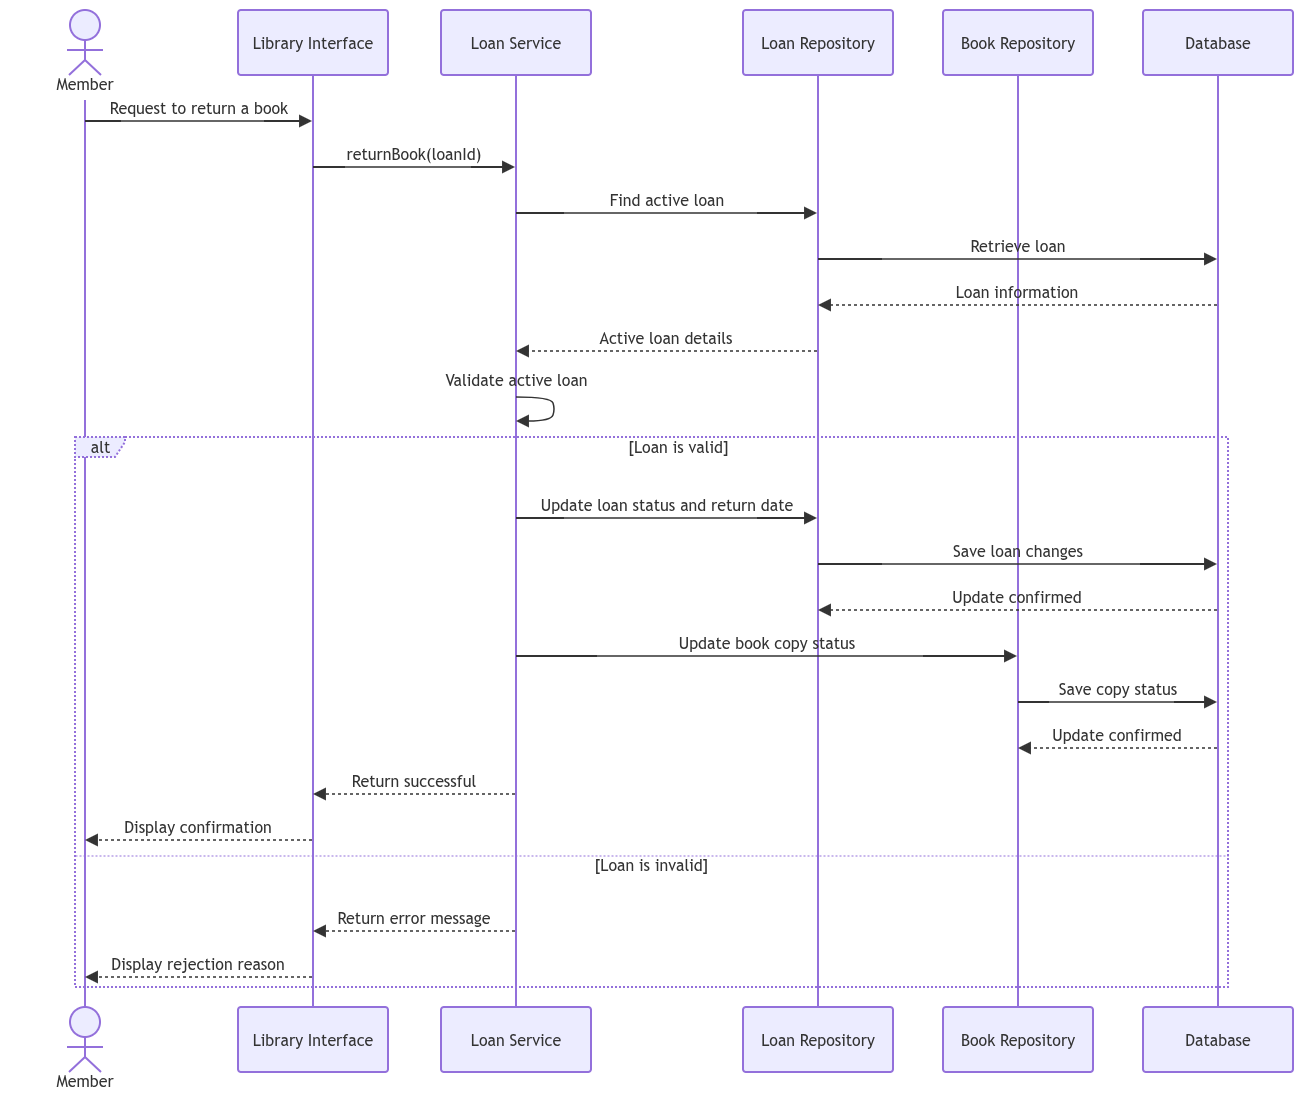 Library Interface
Loan Service
Loan Repository
Book Repository
Database
Member
Request to return a book
returnBook(loanId)
Find active loan
Retrieve loan
Loan information
Active loan details
Validate active loan
alt
[Loan is valid]
Update loan status and return date
Save loan changes
Update confirmed
Update book copy status
Save copy status
Update confirmed
Return successful
Display confirmation
[Loan is invalid]
Return error message
Display rejection reason
Library Interface
Loan Service
Loan Repository
Book Repository
Database
Member